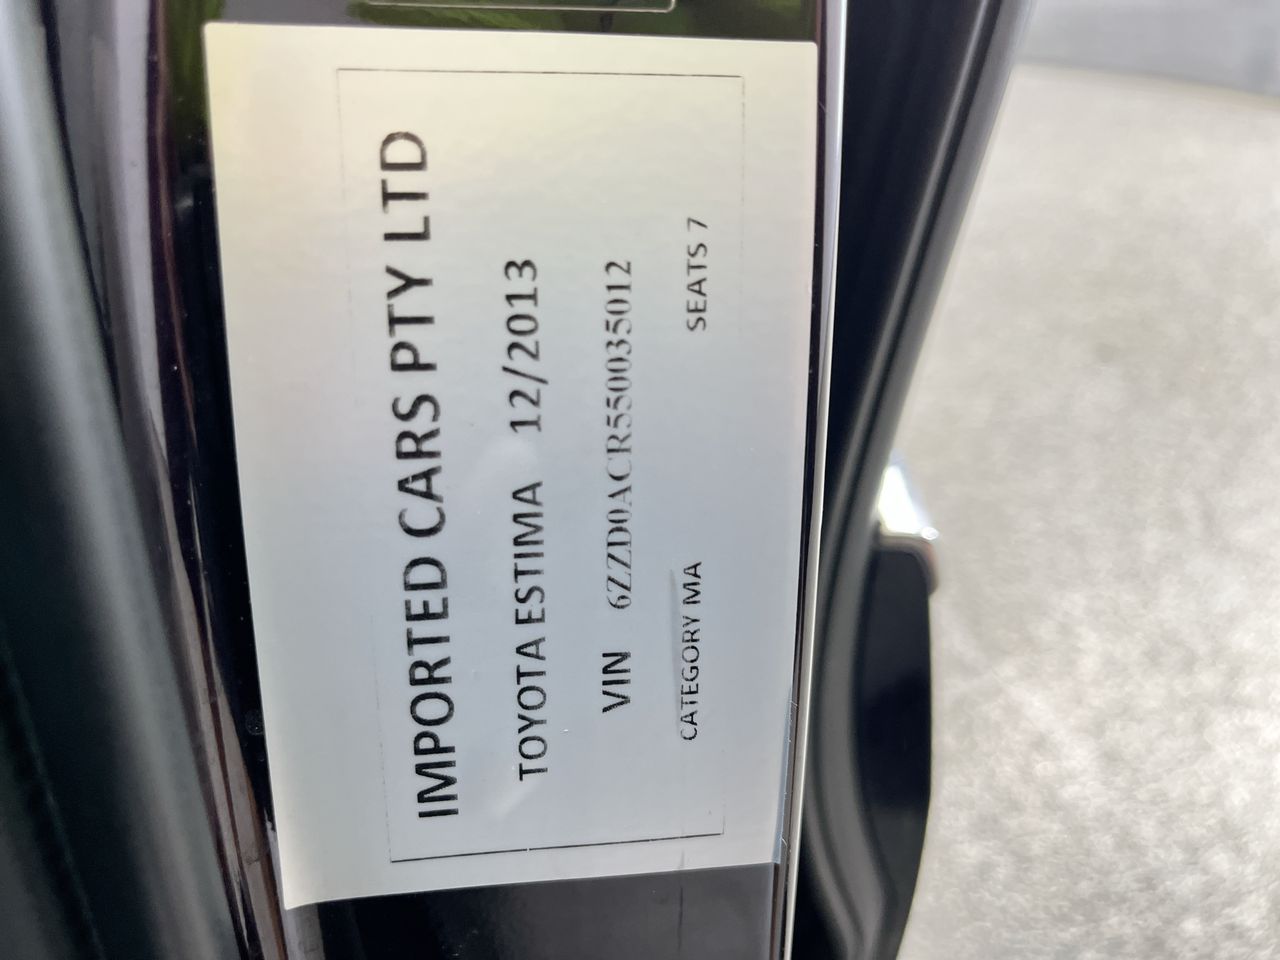 IMPORTED CARS PTY LTD
TOYOTA ESTIMA 12/2013
VIN 6ZZD0ACR550035012
CATEGORY MA SEATS 7